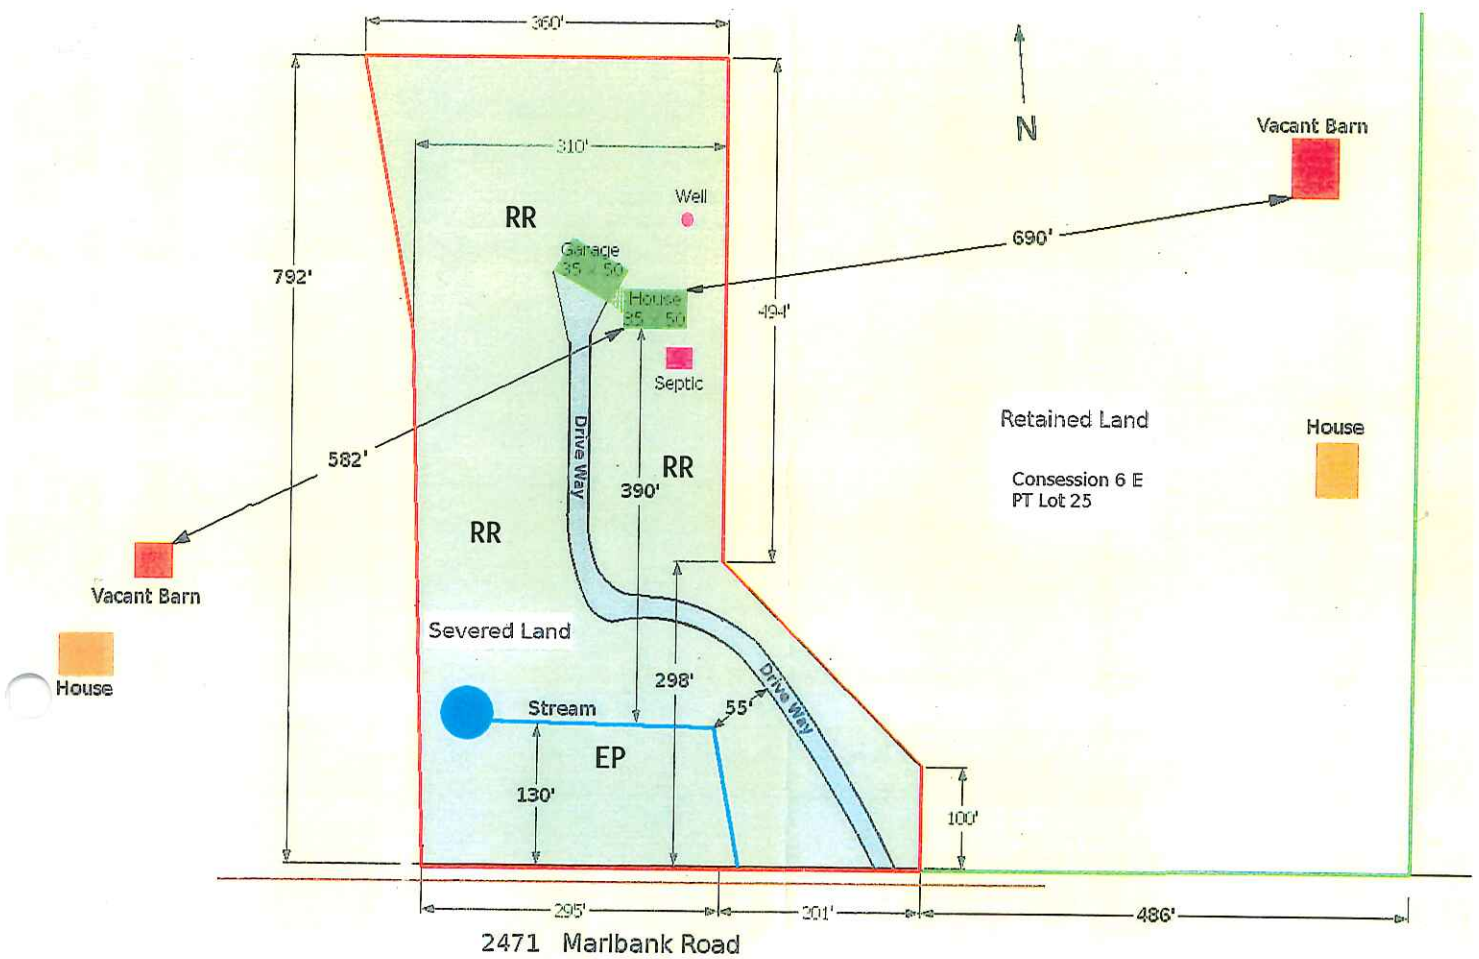 360'
N
Vacant Barn
310'
Well
RR
690'
Garage
35 x 50
792'
House
35 x 50
494'
Septic
Drive Way
Retained Land
House
582'
RR
390'
Consession 6 E
PT Lot 25
RR
Vacant Barn
Severed Land
House
298'
Drive Way
Stream
55'
EP
130'
100'
295'
201'
486'
2471 Marlbank Road